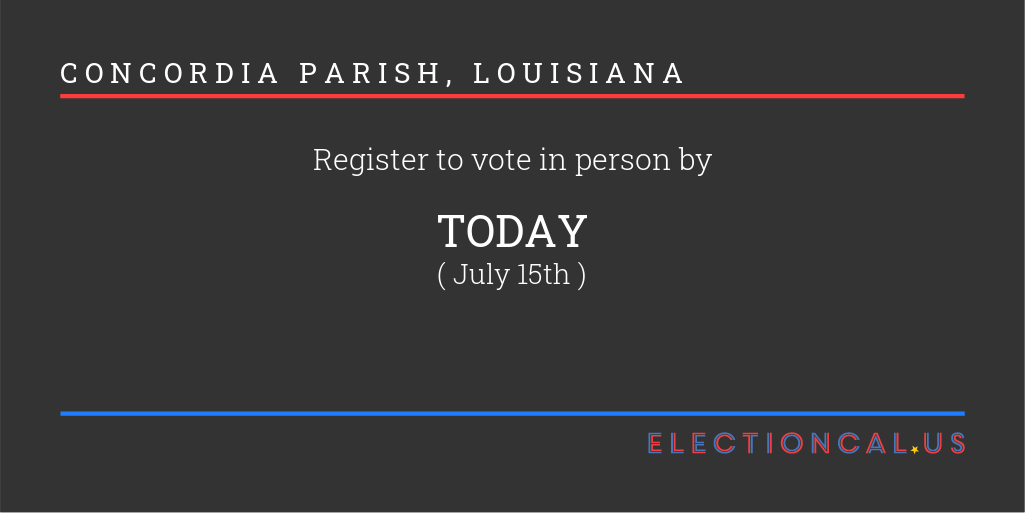 CONCORDIA PARISH, LOUISIANA
Register to vote in person by
TODAY
( July 15th )
ELECTIONCAL.US